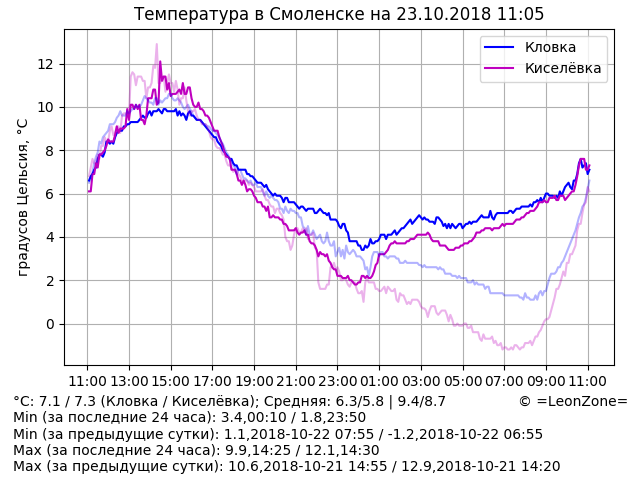 Температура в Смоленске на 23.10.2018 11:05
Кловка
Киселёвка
градусов Цельсия, °C
12
10
8
6
4
2
0
11:00 13:00 15:00 17:00 19:00 21:00 23:00 01:00 03:00 05:00 07:00 09:00 11:00
°C: 7.1 / 7.3 (Кловка / Киселёвка); Средняя: 6.3/5.8 | 9.4/8.7 © =LeonZone=
Min (за последние 24 часа): 3.4,00:10 / 1.8,23:50
Min (за предыдущие сутки): 1.1,2018-10-22 07:55 / -1.2,2018-10-22 06:55
Max (за последние 24 часа): 9.9,14:25 / 12.1,14:30
Max (за предыдущие сутки): 10.6,2018-10-21 14:55 / 12.9,2018-10-21 14:20